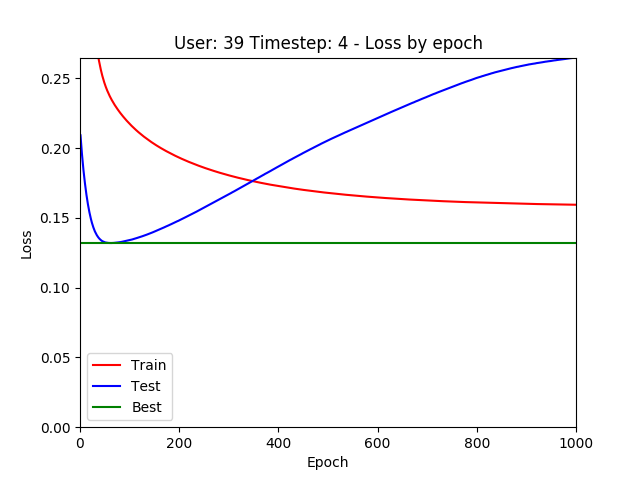 User: 39 Timestep: 4 - Loss by epoch
0.25
0.20
0.15
0.10
0.05
0.00
Loss
Train
Test
Best
0 200 400 600 800 1000
Epoch